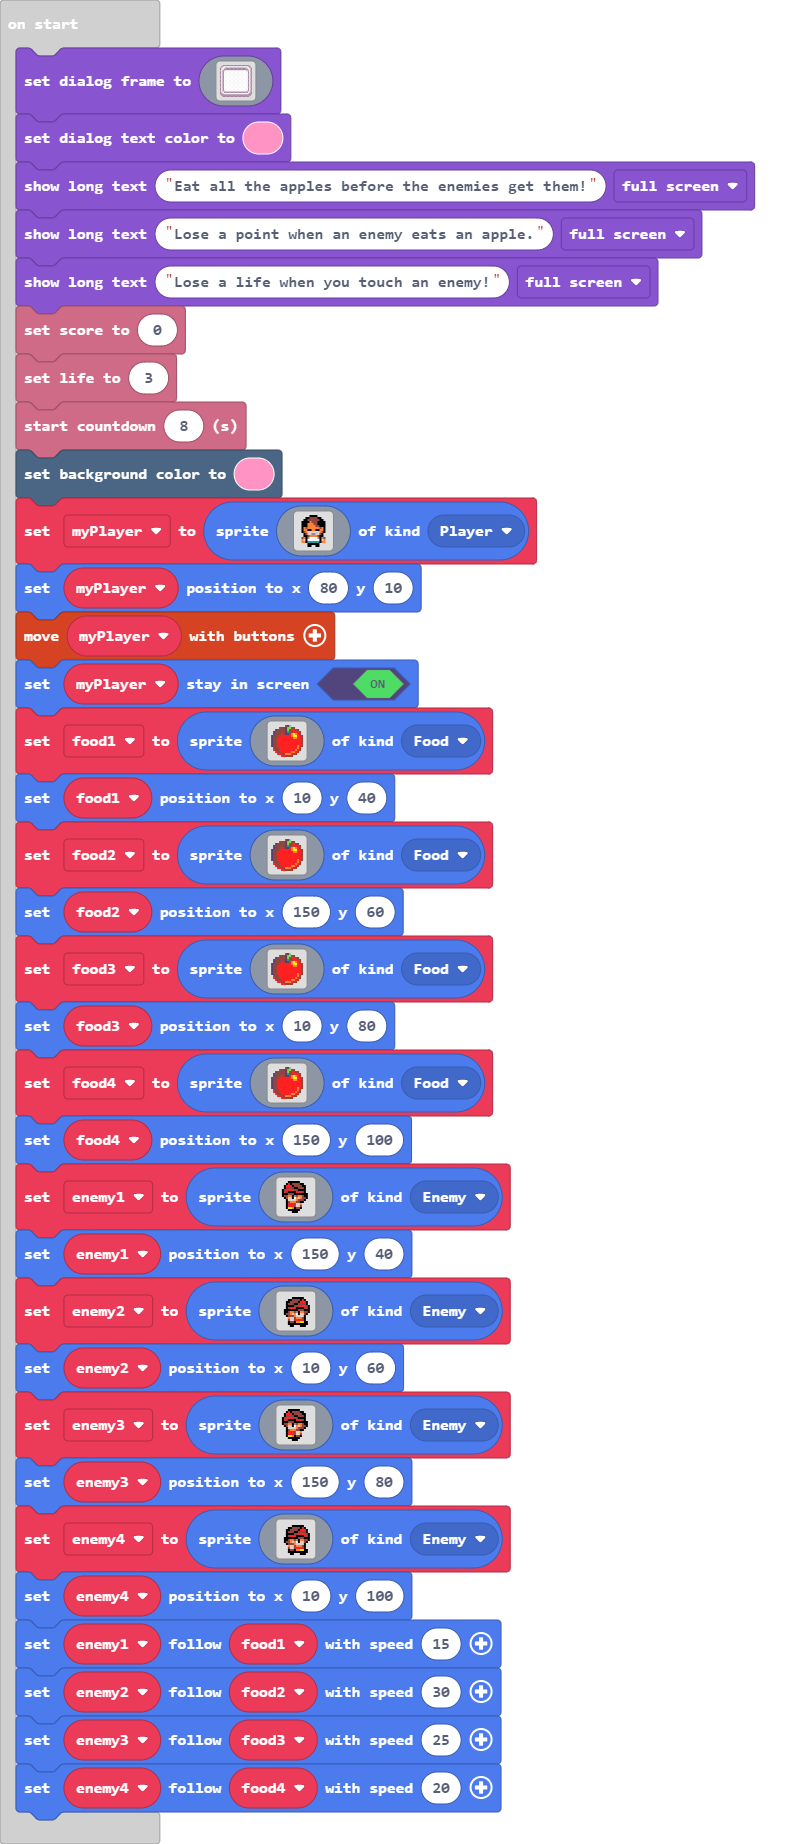 on start
set dialog frame to
set dialog text color to
show long text "Eat all the apples before the enemies get them!" full screen
show long text "Lose a point when an enemy eats an apple." full screen
show long text "Lose a life when you touch an enemy!" full screen
set score to 0
set life to 3
start countdown 8 (s)
set background color to
set myPlayer to sprite of kind Player
set myPlayer position to x 80 y 10
move myPlayer with buttons
set myPlayer stay in screen ON
set food1 to sprite of kind Food
set food1 position to x 10 y 40
set food2 to sprite of kind Food
set food2 position to x 150 y 60
set food3 to sprite of kind Food
set food3 position to x 10 y 80
set food4 to sprite of kind Food
set food4 position to x 150 y 100
set enemy1 to sprite of kind Enemy
set enemy1 position to x 150 y 40
set enemy2 to sprite of kind Enemy
set enemy2 position to x 10 y 60
set enemy3 to sprite of kind Enemy
set enemy3 position to x 150 y 80
set enemy4 to sprite of kind Enemy
set enemy4 position to x 10 y 100
set enemy1 follow food1 with speed 15
set enemy2 follow food2 with speed 30
set enemy3 follow food3 with speed 25
set enemy4 follow food4 with speed 20